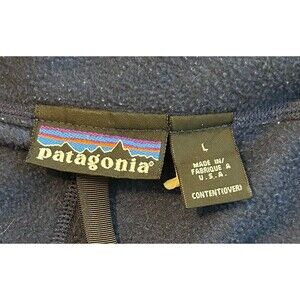 patagonia®
L
MADE IN/
FABRIQUE A
U.S.A.
CONTENT(OVER)